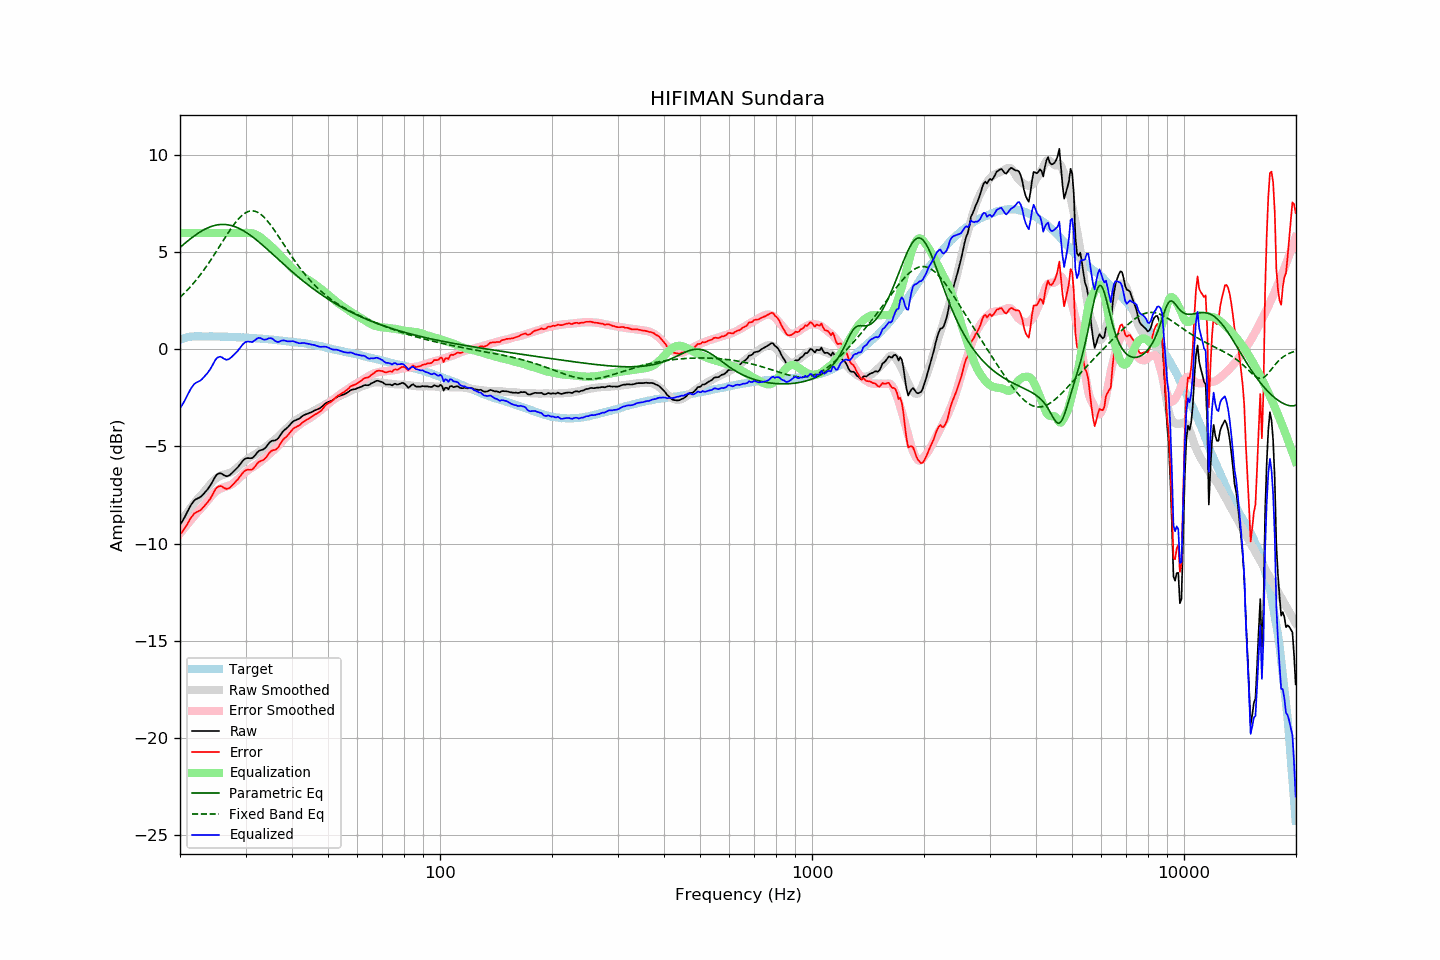 HIFIMAN Sundara
10
5
0
−5
−10
−15
−20
−25
Amplitude (dBr)
Target
Raw Smoothed
Error Smoothed
Raw
Error
Equalization
Parametric Eq
Fixed Band Eq
Equalized
100
1000
10000
Frequency (Hz)